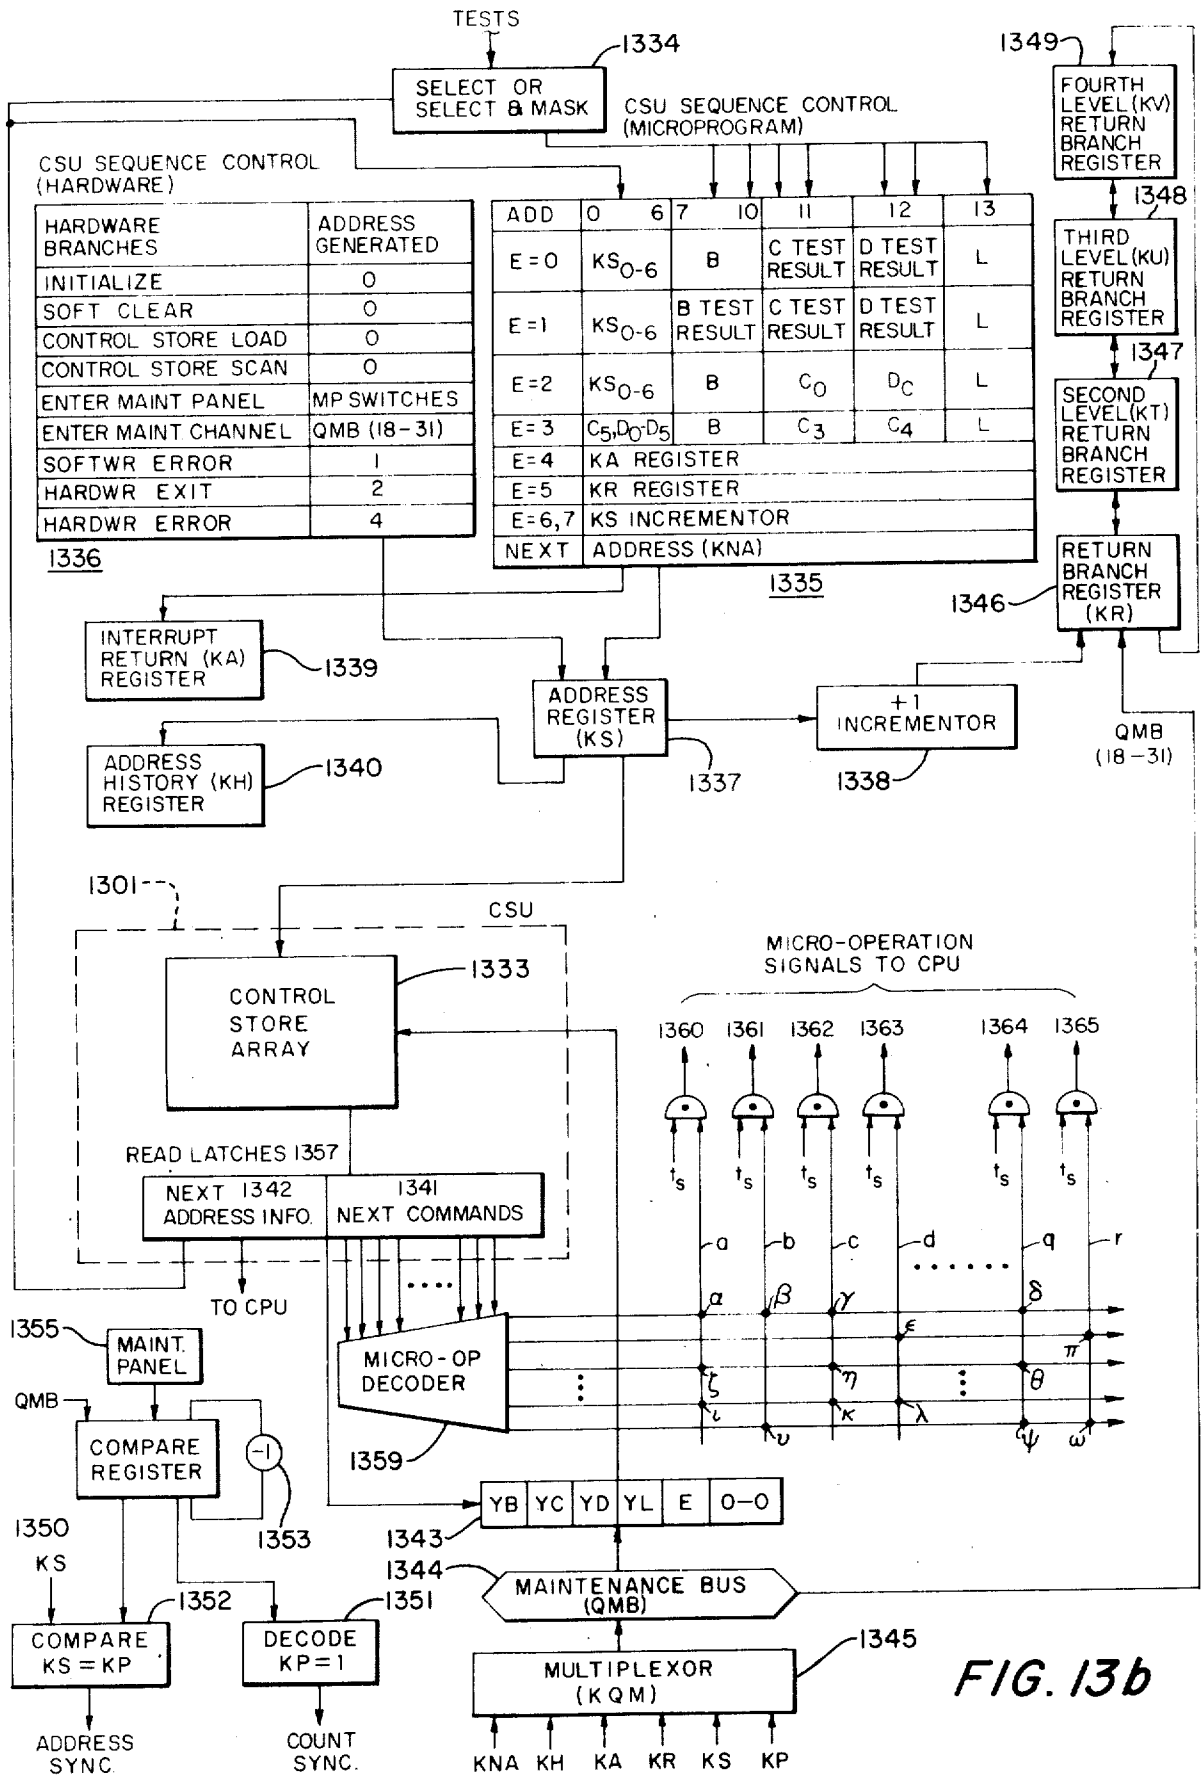 TESTS
1334
SELECT OR
SELECT & MASK
CSU SEQUENCE CONTROL
(MICROPROGRAM)
1349
FOURTH
LEVEL (KV)
RETURN
BRANCH
REGISTER
1348
THIRD
LEVEL (KU)
RETURN
BRANCH
REGISTER
1347
SECOND
LEVEL (KT)
RETURN
BRANCH
REGISTER
1346
RETURN
BRANCH
REGISTER
(KR)
QMB
(18-31)
CSU SEQUENCE CONTROL
(HARDWARE)
HARDWARE BRANCHES ADDRESS GENERATED
INITIALIZE 0
SOFT CLEAR 0
CONTROL STORE LOAD 0
CONTROL STORE SCAN 0
ENTER MAINT PANEL MP SWITCHES
ENTER MAINT CHANNEL QMB (18-31)
SOFTWR ERROR 1
HARDWR EXIT 2
HARDWR ERROR 4
1336
ADD 0 6 7 10 11 12 13
E=0 KS0-6 B C TEST RESULT D TEST RESULT L
E=1 KS0-6 B TEST RESULT C TEST RESULT D TEST RESULT L
E=2 KS0-6 B C0 DC L
E=3 C5,D0-D5 B C3 C4 L
E=4 KA REGISTER
E=5 KR REGISTER
E=6,7 KS INCREMENTOR
NEXT ADDRESS (KNA)
1335
INTERRUPT
RETURN (KA)
REGISTER
1339
ADDRESS
HISTORY (KH)
REGISTER
1340
ADDRESS
REGISTER
(KS)
1337
+1
INCREMENTOR
1338
1301
CSU
CONTROL
STORE
ARRAY
1333
READ LATCHES 1357
NEXT 1342
ADDRESS INFO.
1341
NEXT COMMANDS
TO CPU
MICRO-OPERATION
SIGNALS TO CPU
1360 1361 1362 1363 1364 1365
ts ts ts ts ts ts
a b c d q r
α β γ δ
ε π
ζ η θ
ι κ λ
υ ψ ω
MICRO-OP
DECODER
1359
1355
MAINT.
PANEL
QMB
COMPARE
REGISTER
-1
1353
1350
KS
1352
COMPARE
KS = KP
ADDRESS
SYNC.
1351
DECODE
KP=1
COUNT
SYNC.
YB YC YD YL E 0-0
1343
1344
MAINTENANCE BUS
(QMB)
1345
MULTIPLEXOR
(KQM)
KNA KH KA KR KS KP
FIG. 13b